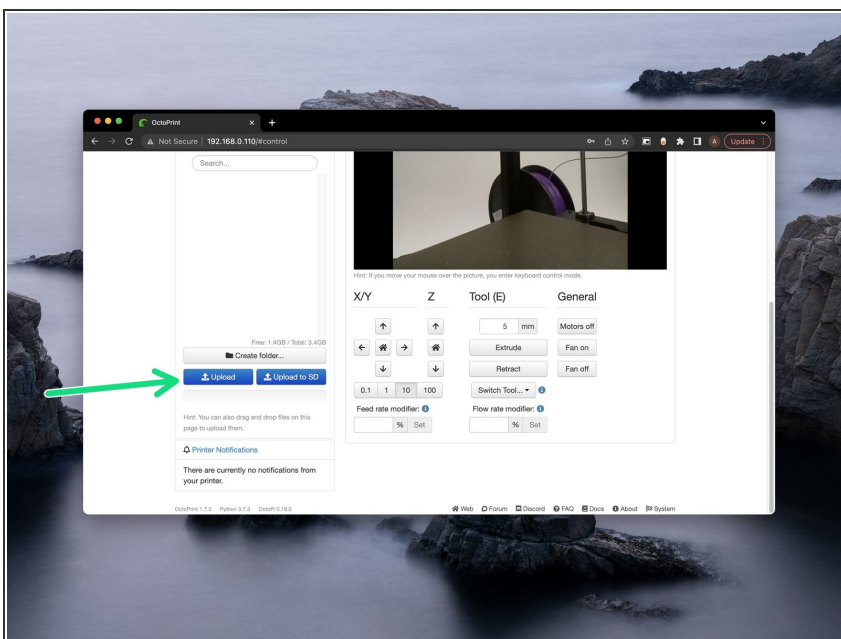 OctoPrint
Not Secure | 192.168.0.110/#control
A
Update
Search...
Free: 1.4GB / Total: 3.4GB
Create folder...
Upload
Upload to SD
Hint: You can also drag and drop files on this
page to upload them.
Printer Notifications
There are currently no notifications from
your printer.
Hint: If you move your mouse over the picture, you enter keyboard control mode.
X/Y
Z
Tool (E)
General
5 mm
Motors off
Extrude
Fan on
Retract
Fan off
0.1 1 10 100
Switch Tool...
Feed rate modifier:
Flow rate modifier:
% Set
% Set
OctoPrint 1.7.3 Python 3.7.3 OctoPi 0.18.0
Web Forum Discord FAQ Docs About System